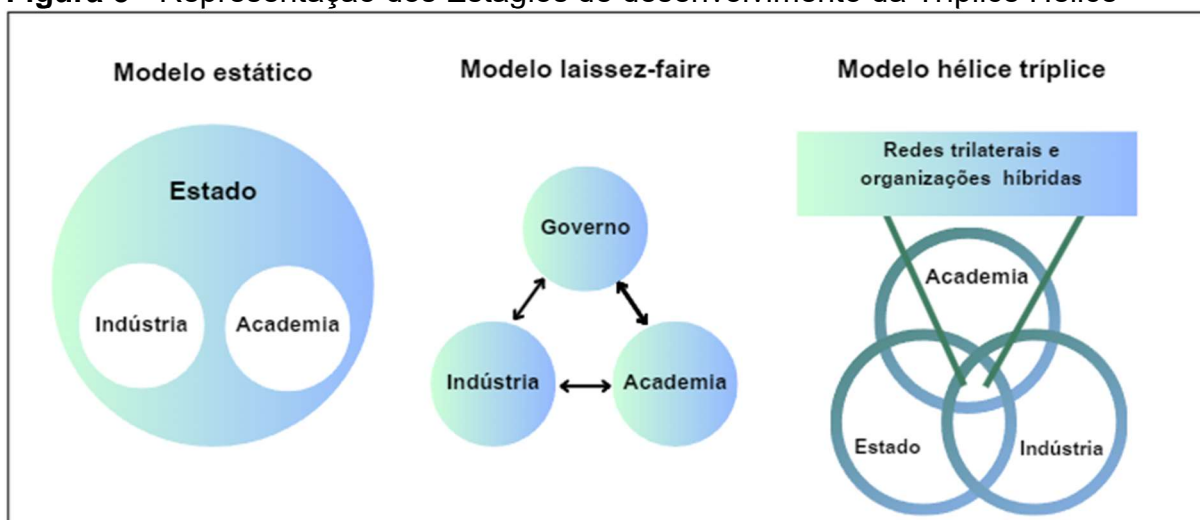 Modelo estático
Modelo laissez-faire
Modelo hélice tríplice
Estado
Indústria
Academia
Governo
Indústria
Academia
Redes trilaterais e
organizações híbridas
Academia
Estado
Indústria